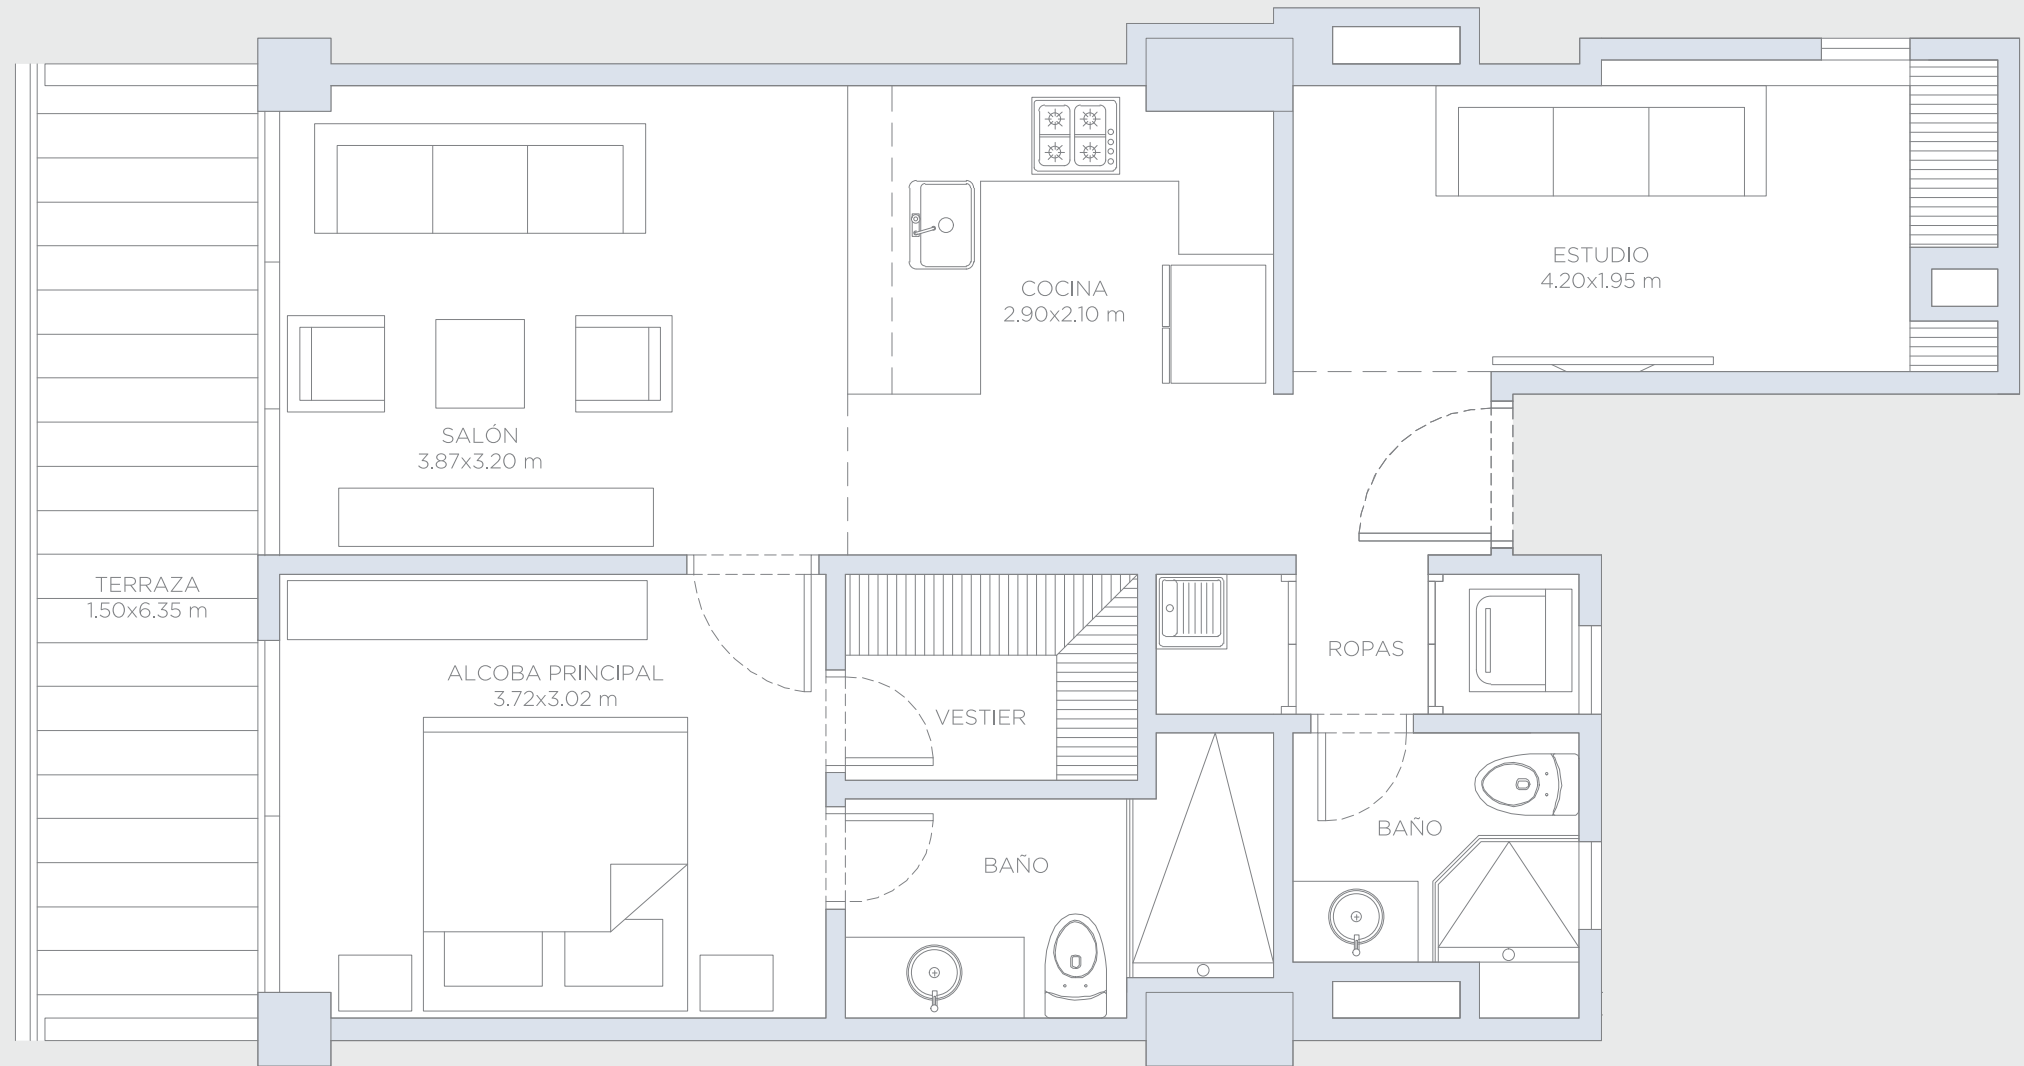 ESTUDIO
4.20x1.95 m
COCINA
2.90x2.10 m
SALÓN
3.87x3.20 m
TERRAZA
1.50x6.35 m
ALCOBA PRINCIPAL
3.72x3.02 m
VESTIER
ROPAS
BAÑO
BAÑO